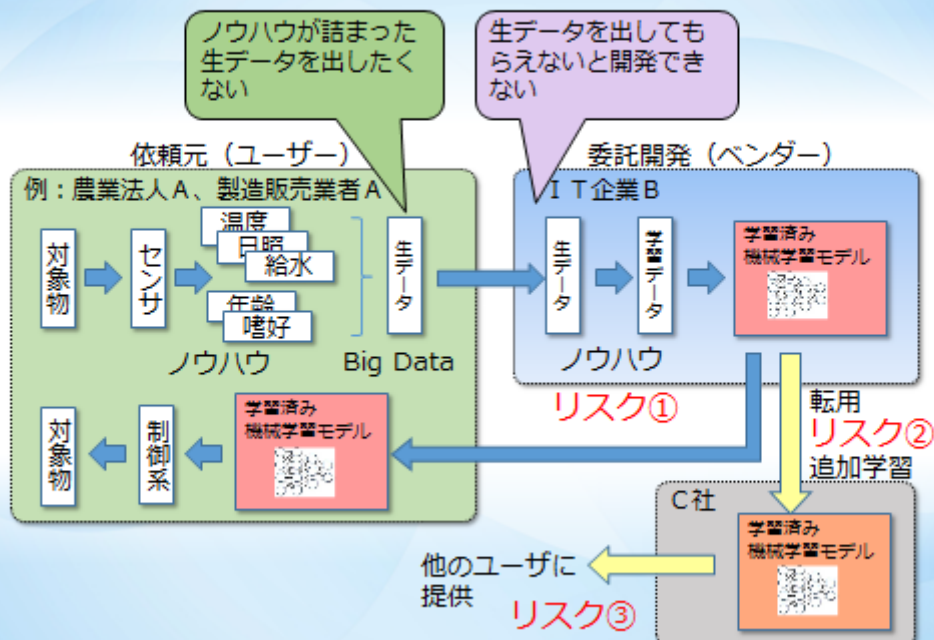 ノウハウが詰まった
生データを出したく
ない
生データを出しても
らえないと開発でき
ない
依頼元（ユーザー）
委託開発（ベンダー）
例：農業法人Ａ、製造販売業者Ａ
ＩＴ企業Ｂ
対象物
センサ
温度
日照
給水
年齢
嗜好
生データ
ノウハウ
Big Data
生データ
学習データ
学習済み
機械学習モデル
ノウハウ
リスク①
対象物
制御系
学習済み
機械学習モデル
転用
リスク②
追加学習
Ｃ社
学習済み
機械学習モデル
他のユーザに
提供
リスク③